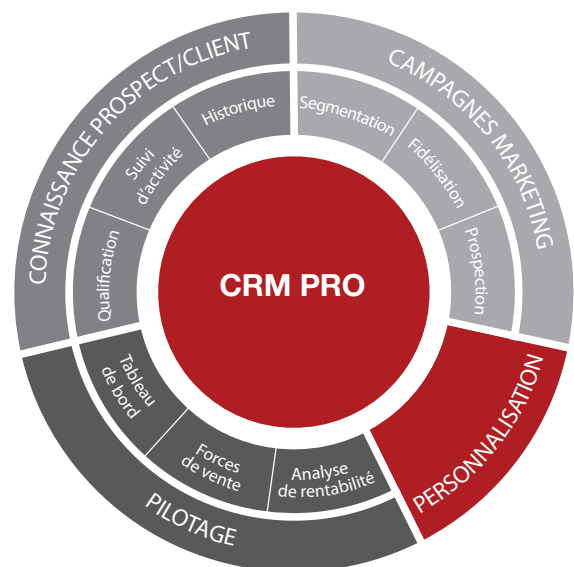 CONNAISSANCE PROSPECT/CLIENT
CAMPAGNES MARKETING
Historique
Segmentation
Suivi
d'activité
Fidélisation
Qualification
Prospection
CRM PRO
Tableau
de bord
Forces
de vente
Analyse
de rentabilité
PERSONNALISATION
PILOTAGE